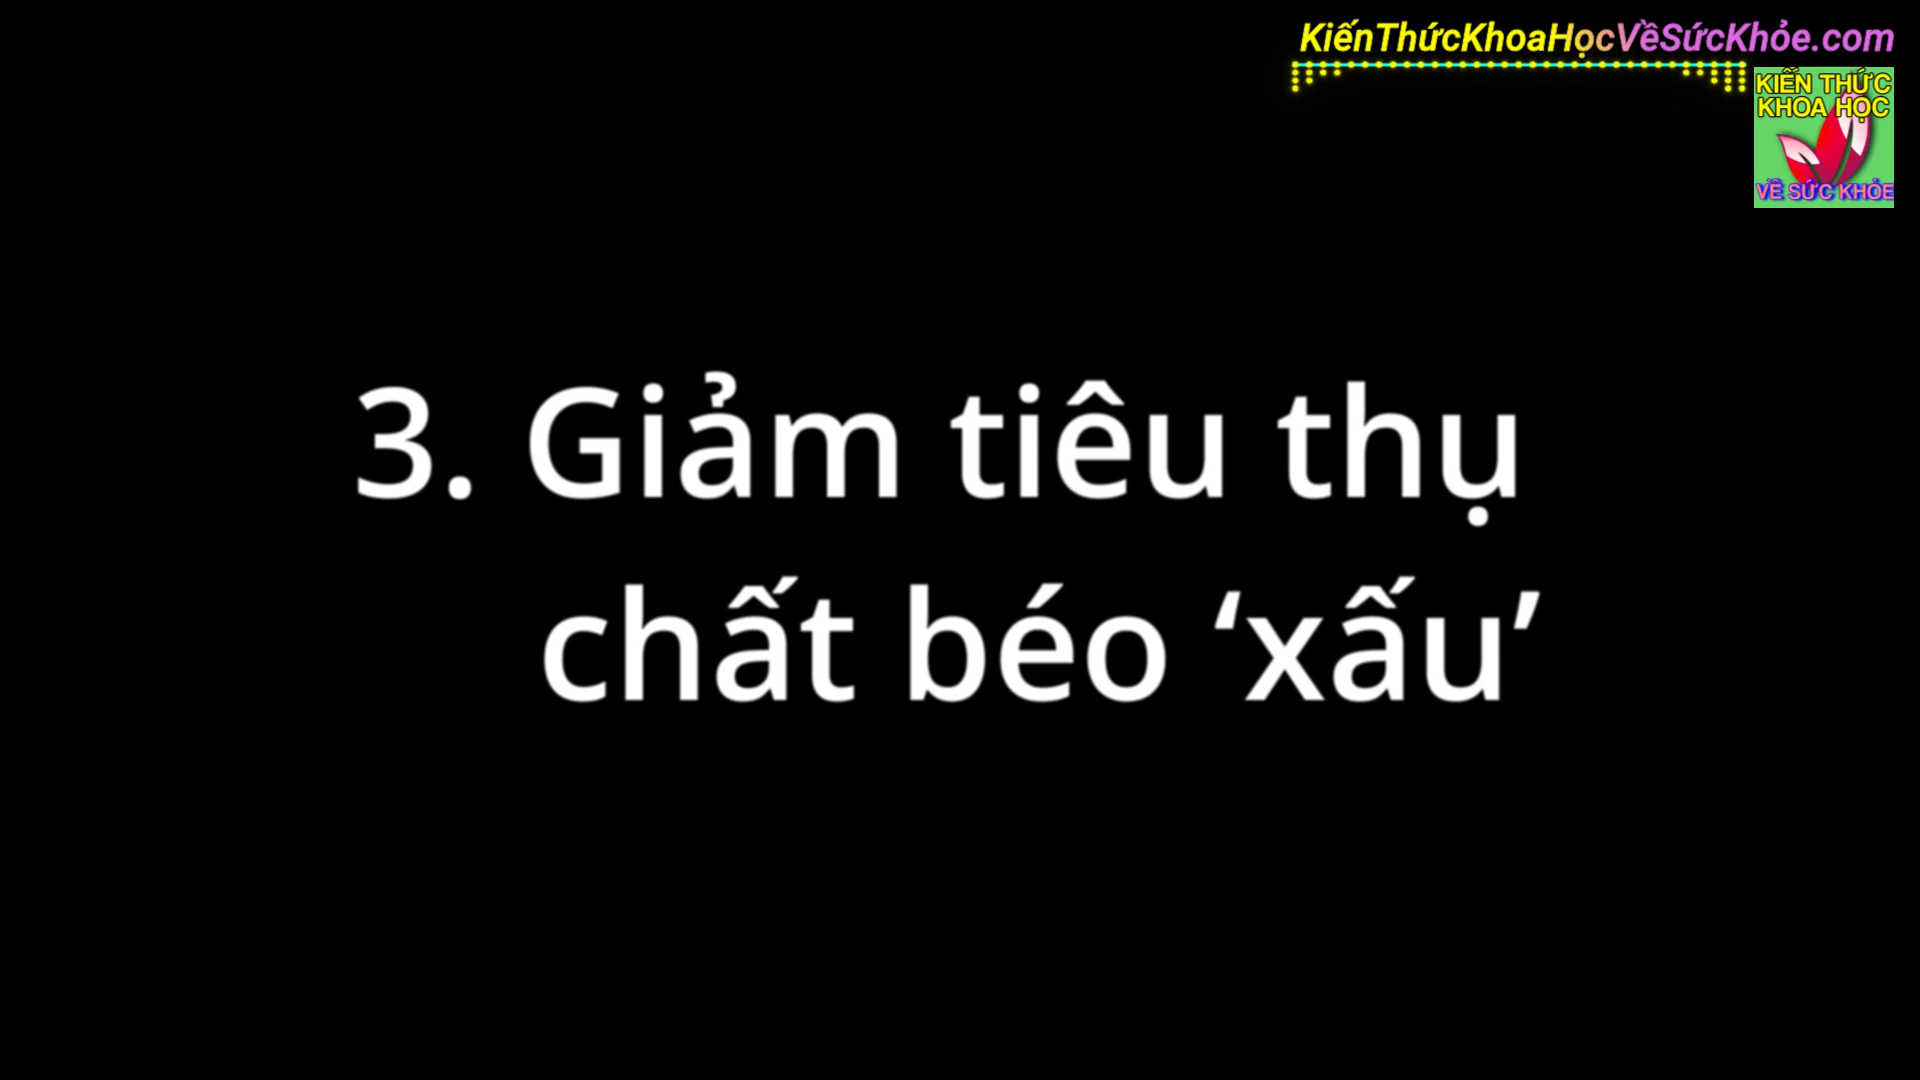 KiếnThứcKhoaHọcVềSứcKhỏe.com
KIẾN THỨC
KHOA HỌC
VỀ SỨC KHỎE
3. Giảm tiêu thụ
chất béo ‘xấu’